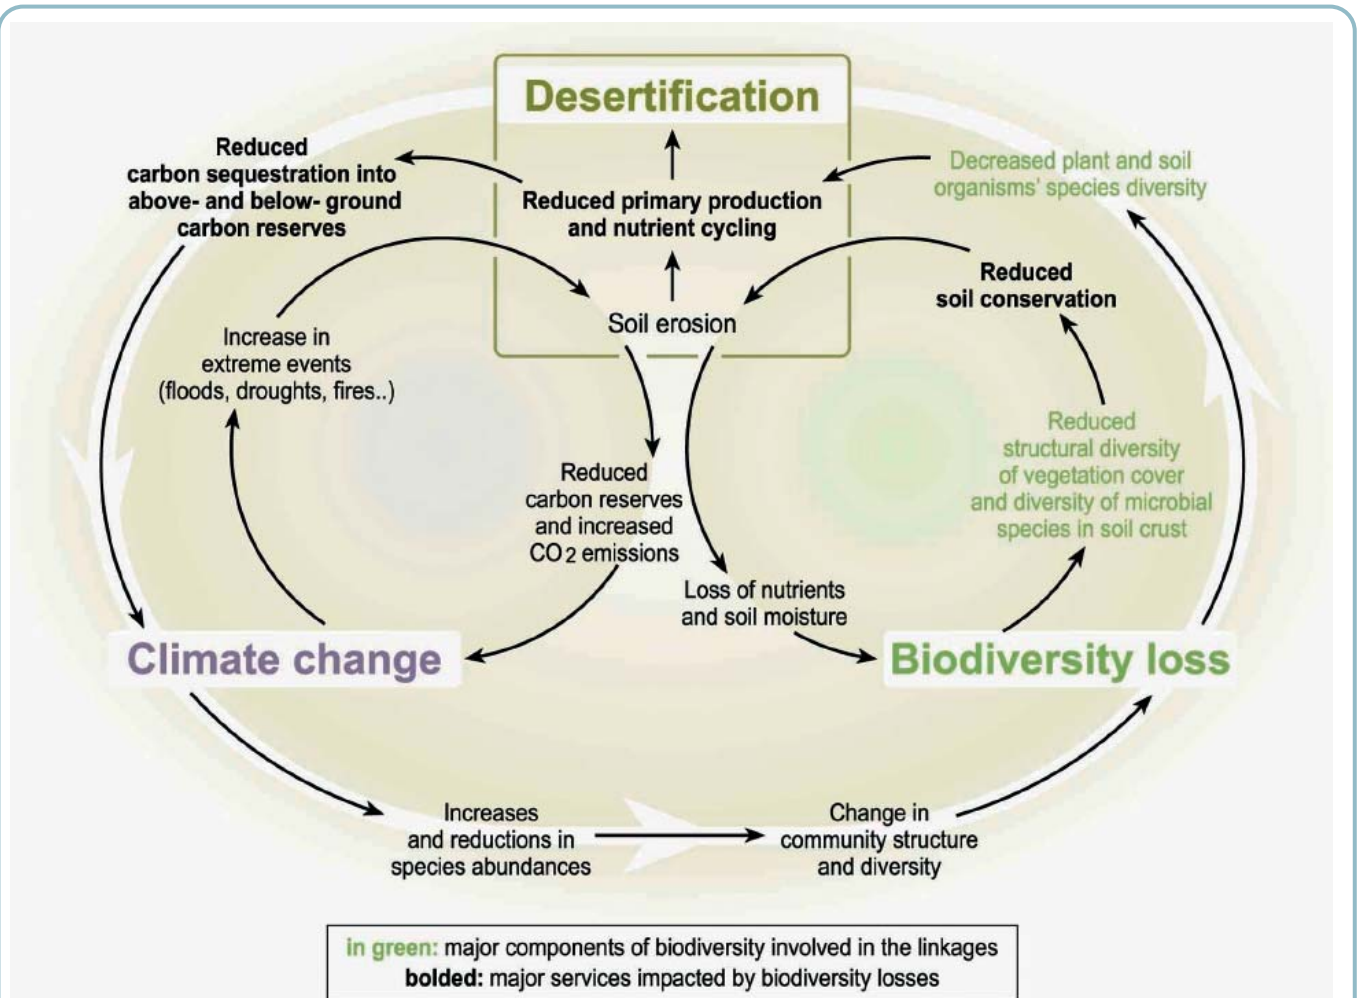 Desertification
Reduced
carbon sequestration into
above- and below- ground
carbon reserves
Reduced primary production
and nutrient cycling
Decreased plant and soil
organisms' species diversity
Reduced
soil conservation
Soil erosion
Increase in
extreme events
(floods, droughts, fires..)
Reduced
structural diversity
of vegetation cover
and diversity of microbial
species in soil crust
Reduced
carbon reserves
and increased
CO2 emissions
Loss of nutrients
and soil moisture
Climate change
Biodiversity loss
Increases
and reductions in
species abundances
Change in
community structure
and diversity
in green: major components of biodiversity involved in the linkages
bolded: major services impacted by biodiversity losses